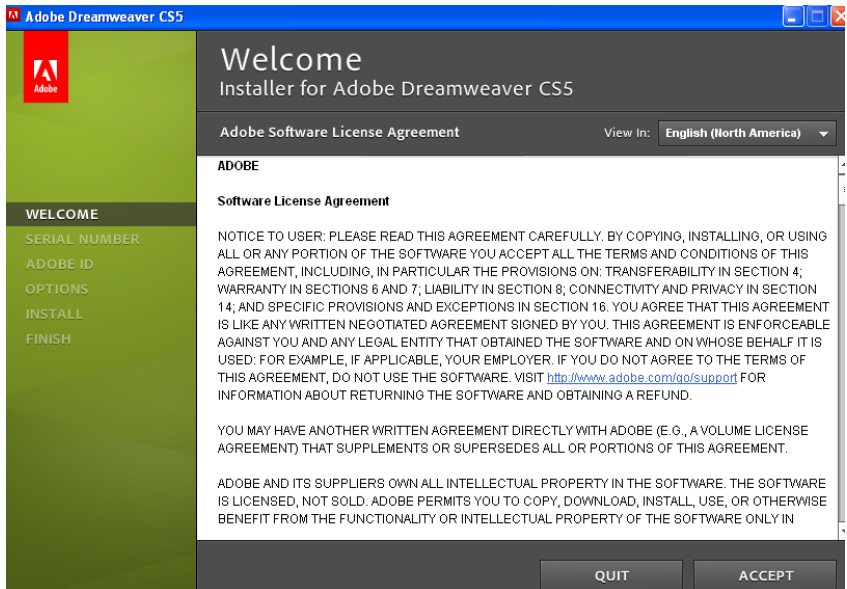 Adobe Dreamweaver CS5
Adobe
Welcome
Installer for Adobe Dreamweaver CS5
Adobe Software License Agreement
View In: English (North America)
WELCOME
SERIAL NUMBER
ADOBE ID
OPTIONS
INSTALL
FINISH
ADOBE
Software License Agreement
NOTICE TO USER: PLEASE READ THIS AGREEMENT CAREFULLY. BY COPYING, INSTALLING, OR USING
ALL OR ANY PORTION OF THE SOFTWARE YOU ACCEPT ALL THE TERMS AND CONDITIONS OF THIS
AGREEMENT, INCLUDING, IN PARTICULAR THE PROVISIONS ON: TRANSFERABILITY IN SECTION 4;
WARRANTY IN SECTIONS 6 AND 7; LIABILITY IN SECTION 8; CONNECTIVITY AND PRIVACY IN SECTION
14; AND SPECIFIC PROVISIONS AND EXCEPTIONS IN SECTION 16. YOU AGREE THAT THIS AGREEMENT
IS LIKE ANY WRITTEN NEGOTIATED AGREEMENT SIGNED BY YOU. THIS AGREEMENT IS ENFORCEABLE
AGAINST YOU AND ANY LEGAL ENTITY THAT OBTAINED THE SOFTWARE AND ON WHOSE BEHALF IT IS
USED: FOR EXAMPLE, IF APPLICABLE, YOUR EMPLOYER. IF YOU DO NOT AGREE TO THE TERMS OF
THIS AGREEMENT, DO NOT USE THE SOFTWARE. VISIT http://www.adobe.com/go/support FOR
INFORMATION ABOUT RETURNING THE SOFTWARE AND OBTAINING A REFUND.
YOU MAY HAVE ANOTHER WRITTEN AGREEMENT DIRECTLY WITH ADOBE (E.G., A VOLUME LICENSE
AGREEMENT) THAT SUPPLEMENTS OR SUPERSEDES ALL OR PORTIONS OF THIS AGREEMENT.
ADOBE AND ITS SUPPLIERS OWN ALL INTELLECTUAL PROPERTY IN THE SOFTWARE. THE SOFTWARE
IS LICENSED, NOT SOLD. ADOBE PERMITS YOU TO COPY, DOWNLOAD, INSTALL, USE, OR OTHERWISE
BENEFIT FROM THE FUNCTIONALITY OR INTELLECTUAL PROPERTY OF THE SOFTWARE ONLY IN
QUIT
ACCEPT